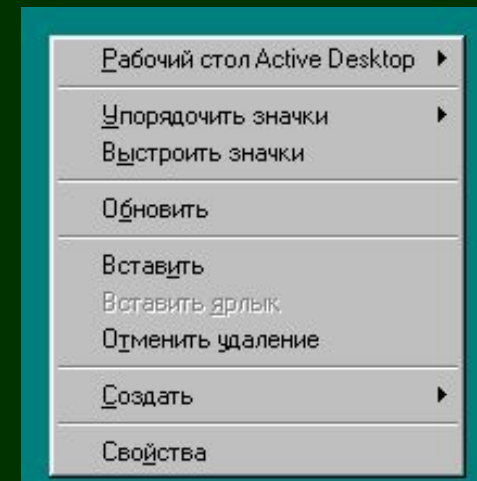 Рабочий стол Active Desktop
Упорядочить значки
Выстроить значки
Обновить
Вставить
Вставить ярлык
Отменить удаление
Создать
Свойства